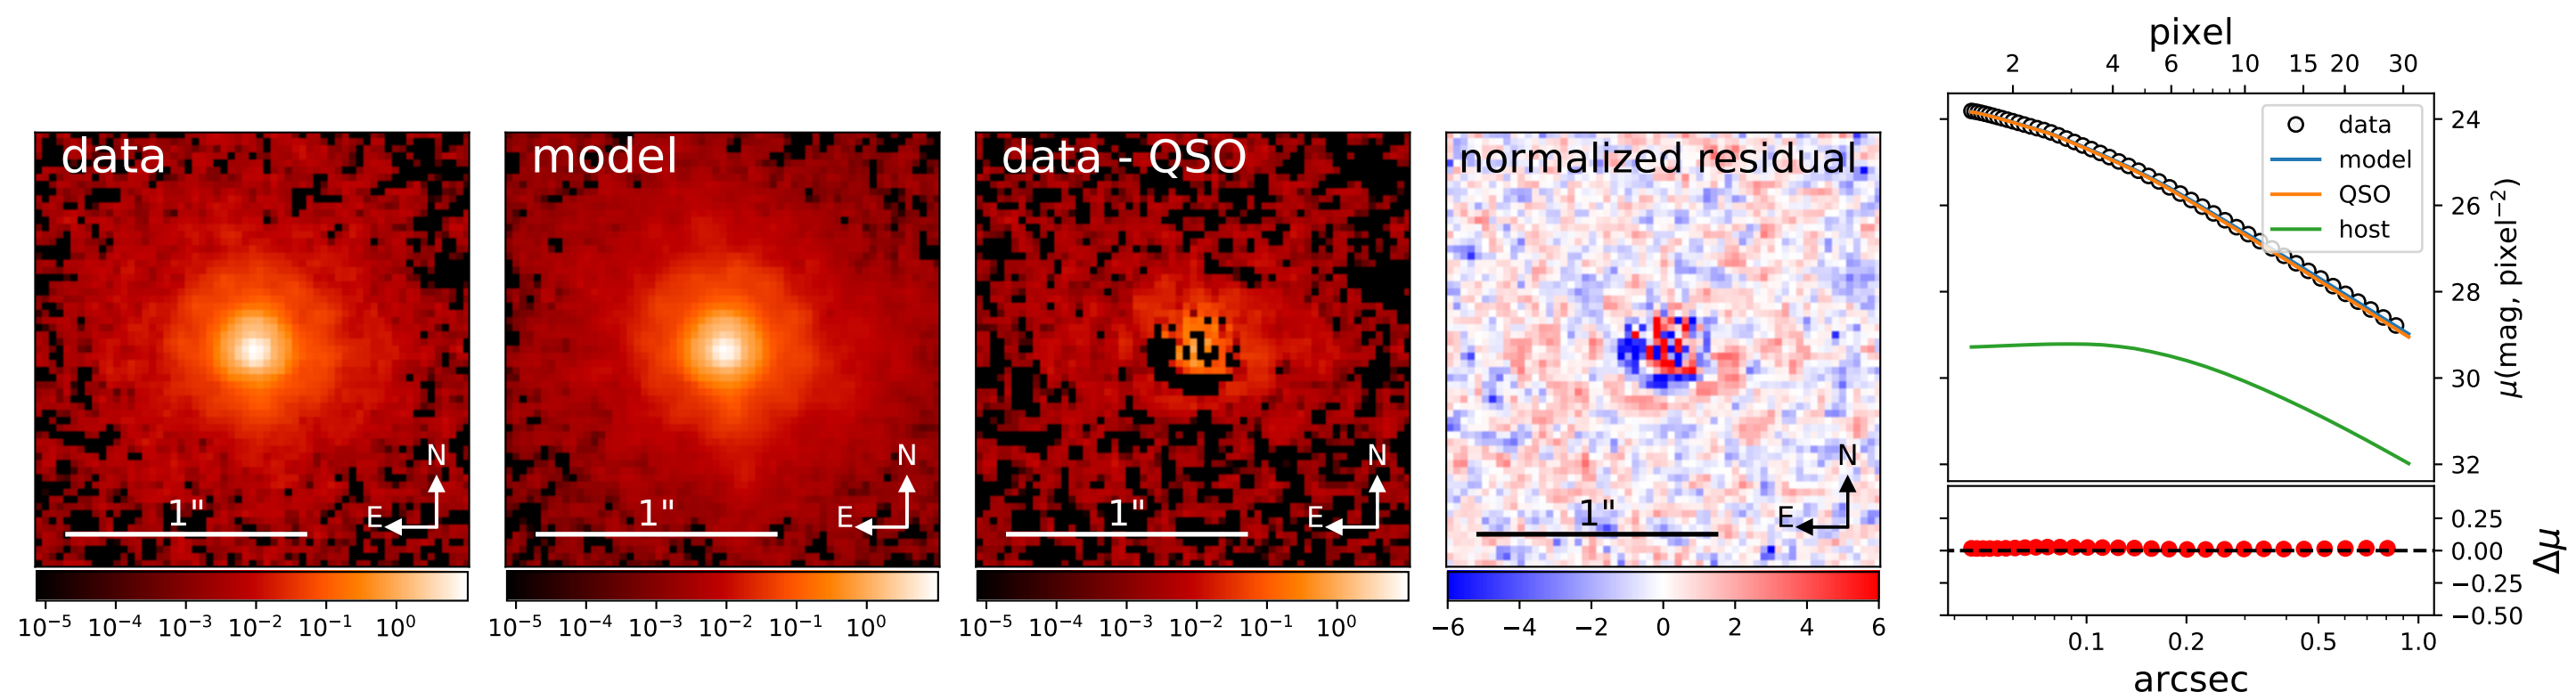 data
N
E
1"
10⁻⁵ 10⁻⁴ 10⁻³ 10⁻² 10⁻¹ 10⁰
model
N
E
1"
10⁻⁵ 10⁻⁴ 10⁻³ 10⁻² 10⁻¹ 10⁰
data - QSO
N
E
1"
10⁻⁵ 10⁻⁴ 10⁻³ 10⁻² 10⁻¹ 10⁰
normalized residual
N
E
1"
−6 −4 −2 0 2 4 6
pixel
2 4 6 10 15 20 30
data
model
QSO
host
24
26
28
30
32
μ(mag, pixel⁻²)
0.25
0.00
−0.25
−0.50
Δμ
0.1 0.2 0.5 1.0
arcsec